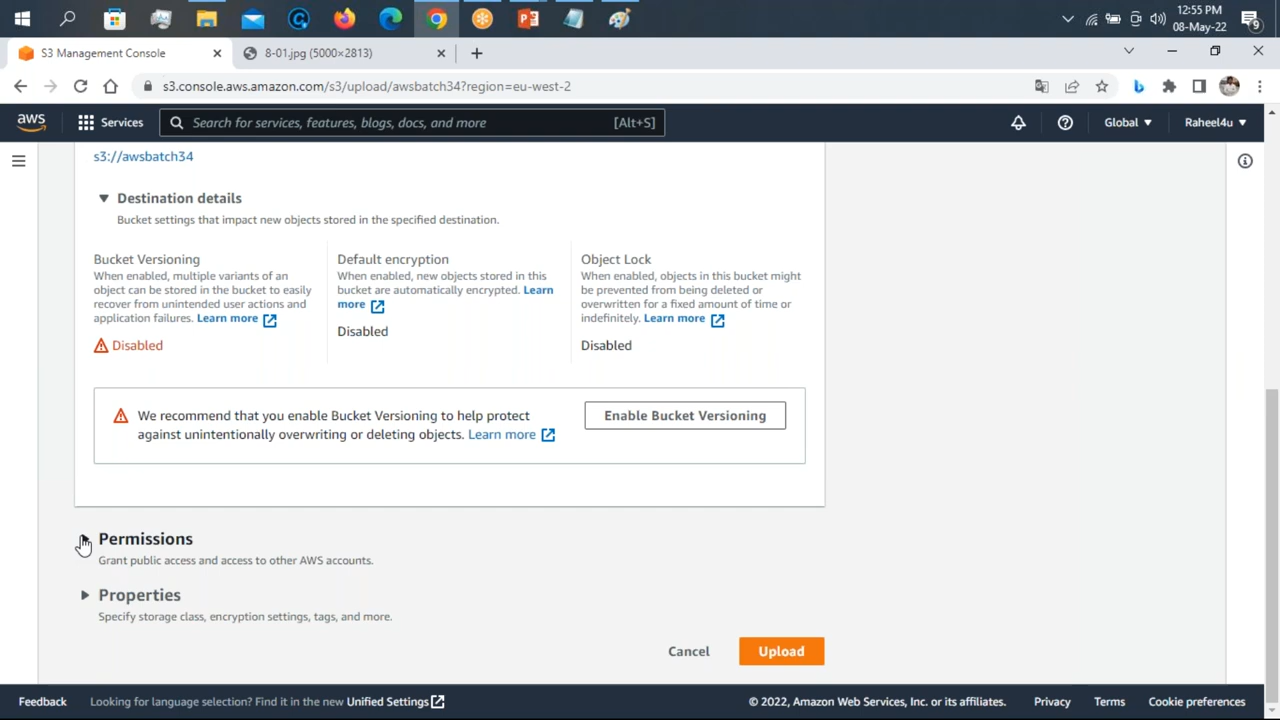 12:55 PM
08-May-22
9
S3 Management Console
8-01.jpg (5000×2813)
s3.console.aws.amazon.com/s3/upload/awsbatch34?region=eu-west-2
aws
Services
Search for services, features, blogs, docs, and more
[Alt+S]
Global
Raheel4u
s3://awsbatch34
Destination details
Bucket settings that impact new objects stored in the specified destination.
Bucket Versioning
When enabled, multiple variants of an
object can be stored in the bucket to easily
recover from unintended user actions and
application failures. Learn more
Disabled
Default encryption
When enabled, new objects stored in this
bucket are automatically encrypted. Learn
more
Disabled
Object Lock
When enabled, objects in this bucket might
be prevented from being deleted or
overwritten for a fixed amount of time or
indefinitely. Learn more
Disabled
We recommend that you enable Bucket Versioning to help protect
against unintentionally overwriting or deleting objects. Learn more
Enable Bucket Versioning
Permissions
Grant public access and access to other AWS accounts.
Properties
Specify storage class, encryption settings, tags, and more.
Cancel
Upload
Feedback
Looking for language selection? Find it in the new Unified Settings
© 2022, Amazon Web Services, Inc. or its affiliates.
Privacy
Terms
Cookie preferences